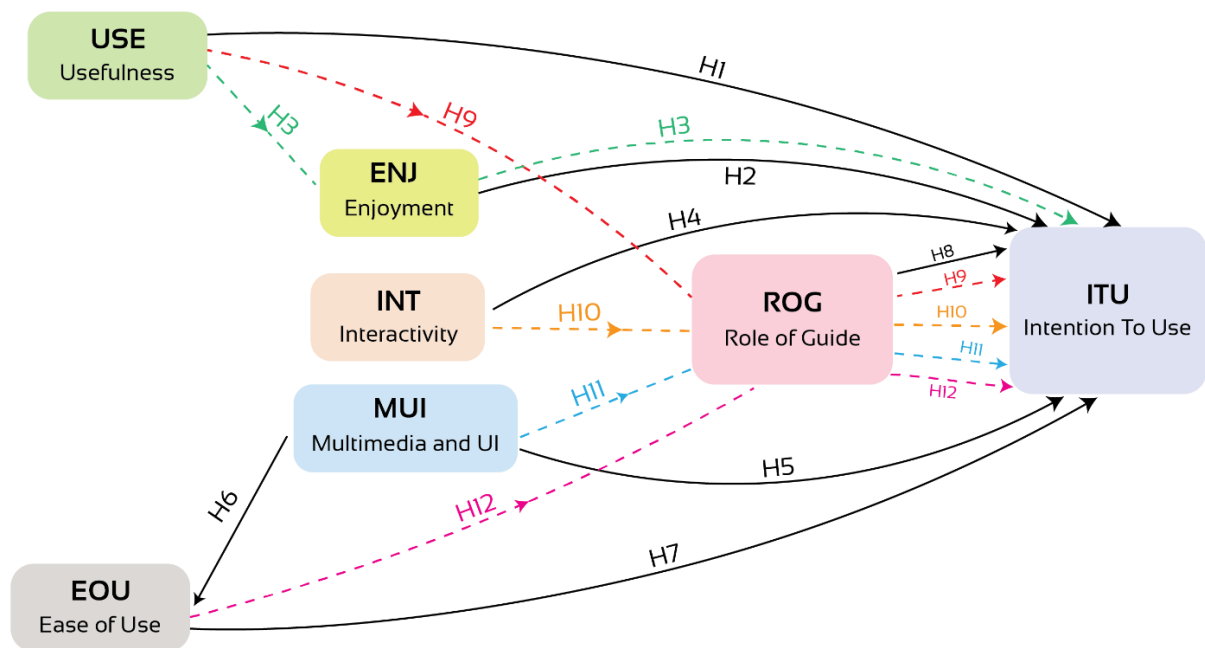 USE
Usefulness
H1
H9
H3
H3
ENJ
Enjoyment
H2
H4
H8
H9
INT
Interactivity
H10
ROG
Role of Guide
H10
ITU
Intention To Use
H11
H12
MUI
Multimedia and UI
H11
H5
H6
H12
H7
EOU
Ease of Use